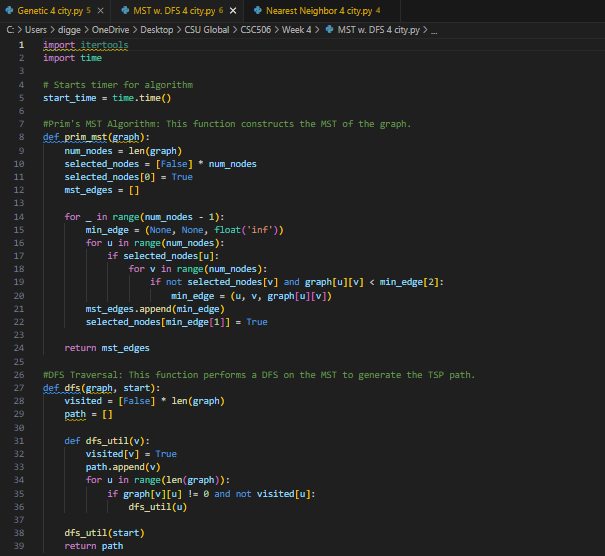 Genetic 4 city.py 5 × MST w. DFS 4 city.py 6 × Nearest Neighbor 4 city.py 4
C: > Users > digge > OneDrive > Desktop > CSU Global > CSC506 > Week 4 > MST w. DFS 4 city.py > ...
1 import itertools
2 import time
3
4 # Starts timer for algorithm
5 start_time = time.time()
6
7 #Prim's MST Algorithm: This function constructs the MST of the graph.
8 def prim_mst(graph):
9     num_nodes = len(graph)
10     selected_nodes = [False] * num_nodes
11     selected_nodes[0] = True
12     mst_edges = []
13
14     for _ in range(num_nodes - 1):
15         min_edge = (None, None, float('inf'))
16         for u in range(num_nodes):
17             if selected_nodes[u]:
18                 for v in range(num_nodes):
19                     if not selected_nodes[v] and graph[u][v] < min_edge[2]:
20                         min_edge = (u, v, graph[u][v])
21         mst_edges.append(min_edge)
22         selected_nodes[min_edge[1]] = True
23
24     return mst_edges
25
26 #DFS Traversal: This function performs a DFS on the MST to generate the TSP path.
27 def dfs(graph, start):
28     visited = [False] * len(graph)
29     path = []
30
31     def dfs_util(v):
32         visited[v] = True
33         path.append(v)
34         for u in range(len(graph)):
35             if graph[v][u] != 0 and not visited[u]:
36                 dfs_util(u)
37
38     dfs_util(start)
39     return path